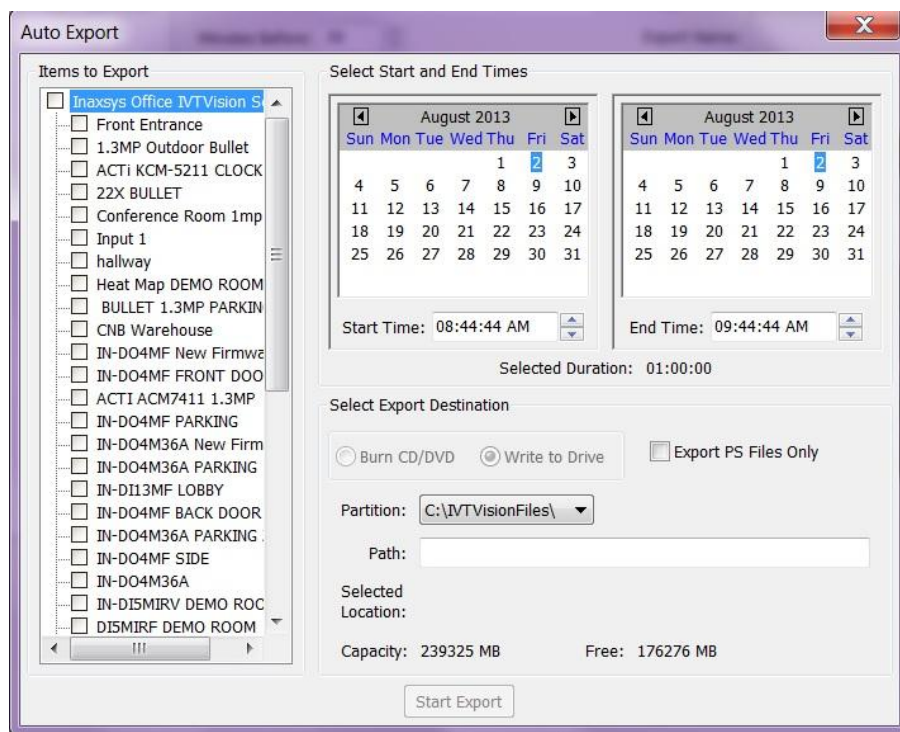 Auto Export
Items to Export
Inaxsys Office IVTVision S
Front Entrance
1.3MP Outdoor Bullet
ACTi KCM-5211 CLOCK
22X BULLET
Conference Room 1mp
Input 1
hallway
Heat Map DEMO ROOM
BULLET 1.3MP PARKIN
CNB Warehouse
IN-DO4MF New Firmwa
IN-DO4MF FRONT DOO
ACTI ACM7411 1.3MP
IN-DO4MF PARKING
IN-DO4M36A New Firm
IN-DO4M36A PARKING
IN-DI13MF LOBBY
IN-DO4MF BACK DOOR
IN-DO4M36A PARKING
IN-DO4MF SIDE
IN-DO4M36A
IN-DI5MIRV DEMO ROO
DI5MIRF DEMO ROOM
Select Start and End Times
August 2013
Sun Mon Tue Wed Thu Fri Sat
1 2 3
4 5 6 7 8 9 10
11 12 13 14 15 16 17
18 19 20 21 22 23 24
25 26 27 28 29 30 31
Start Time: 08:44:44 AM
August 2013
Sun Mon Tue Wed Thu Fri Sat
1 2 3
4 5 6 7 8 9 10
11 12 13 14 15 16 17
18 19 20 21 22 23 24
25 26 27 28 29 30 31
End Time: 09:44:44 AM
Selected Duration: 01:00:00
Select Export Destination
Burn CD/DVD Write to Drive Export PS Files Only
Partition: C:\IVTVisionFiles\
Path:
Selected
Location:
Capacity: 239325 MB Free: 176276 MB
Start Export